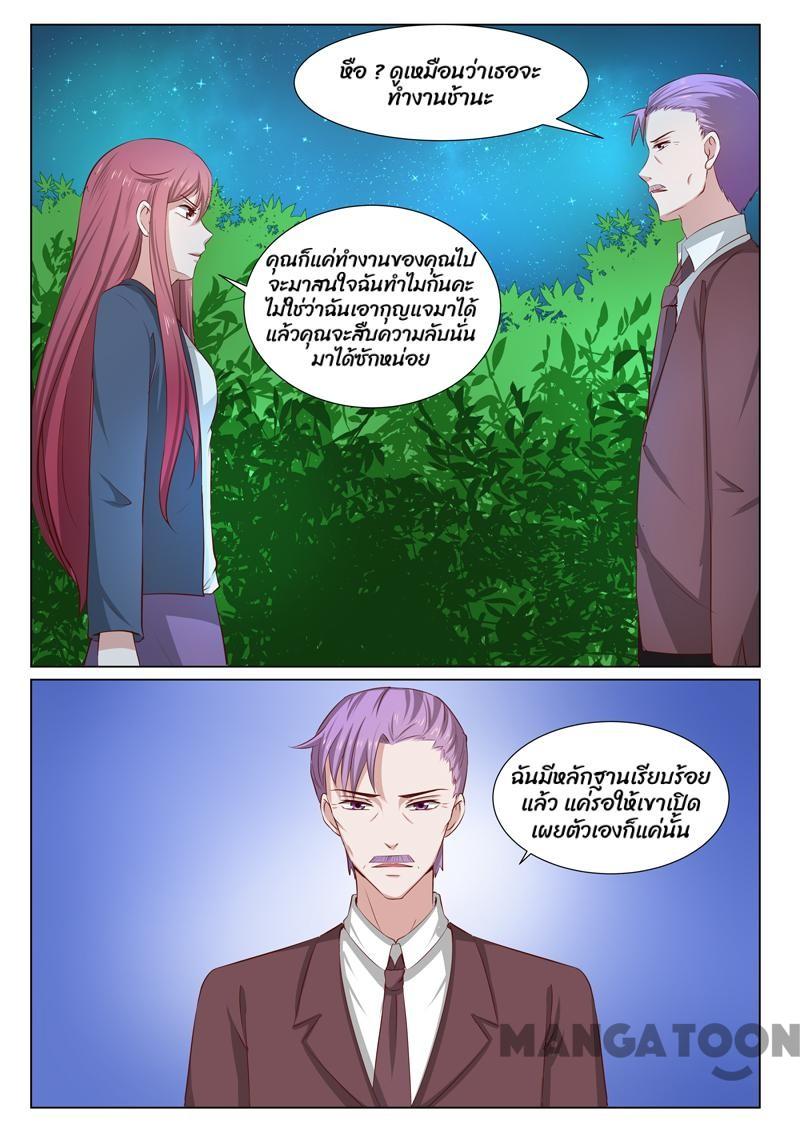 หือ ? ดูเหมือนว่าเธอจะ
ทำงานช้านะ
คุณก็แค่ทำงานของคุณไป
จะมาสนใจฉันทำไมกันคะ
ไม่ใช่ว่าฉันเอากุญแจมาได้
แล้วคุณจะสืบความลับนั่น
มาได้ซักหน่อย
ฉันมีหลักฐานเรียบร้อย
แล้ว แค่รอให้เขาเปิด
เผยตัวเองก็แค่นั้น
MANGATOON